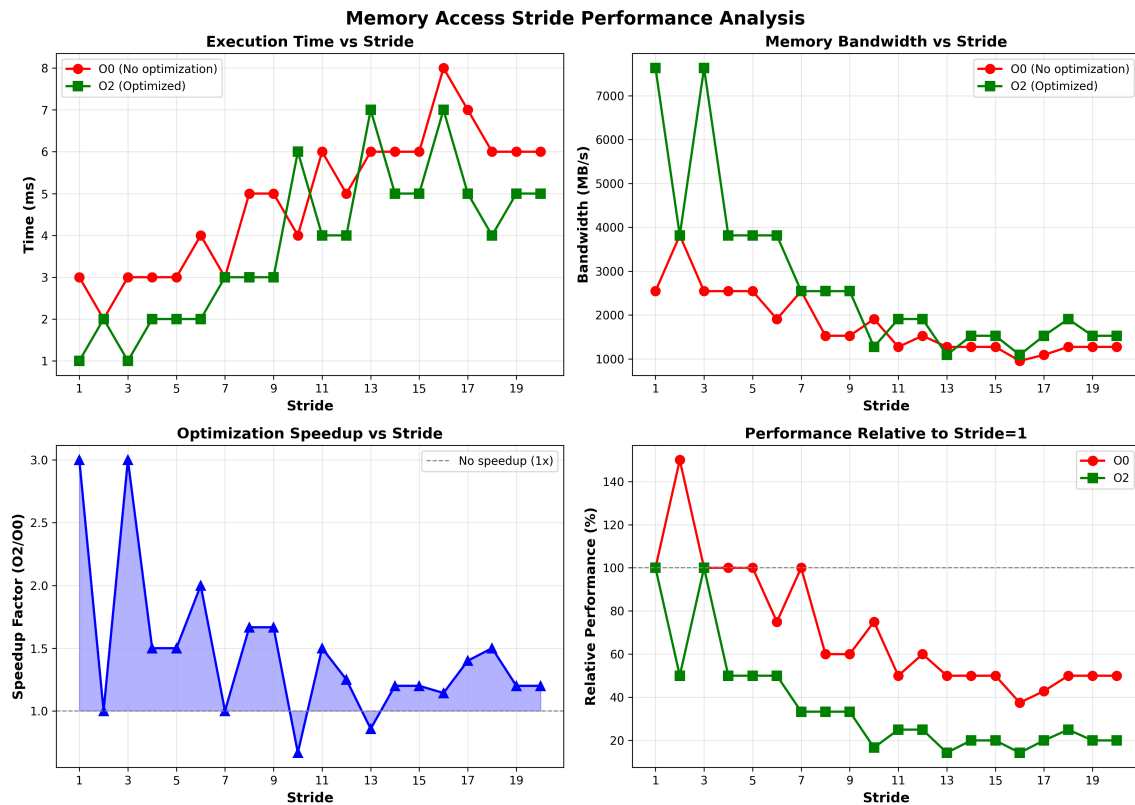 Memory Access Stride Performance Analysis
Execution Time vs Stride
O0 (No optimization)
O2 (Optimized)
8
7
6
5
4
3
2
1
Time (ms)
1 3 5 7 9 11 13 15 17 19
Stride
Memory Bandwidth vs Stride
O0 (No optimization)
O2 (Optimized)
7000
6000
5000
4000
3000
2000
1000
Bandwidth (MB/s)
1 3 5 7 9 11 13 15 17 19
Stride
Optimization Speedup vs Stride
No speedup (1x)
3.0
2.5
2.0
1.5
1.0
Speedup Factor (O2/O0)
1 3 5 7 9 11 13 15 17 19
Stride
Performance Relative to Stride=1
O0
O2
140
120
100
80
60
40
20
Relative Performance (%)
1 3 5 7 9 11 13 15 17 19
Stride